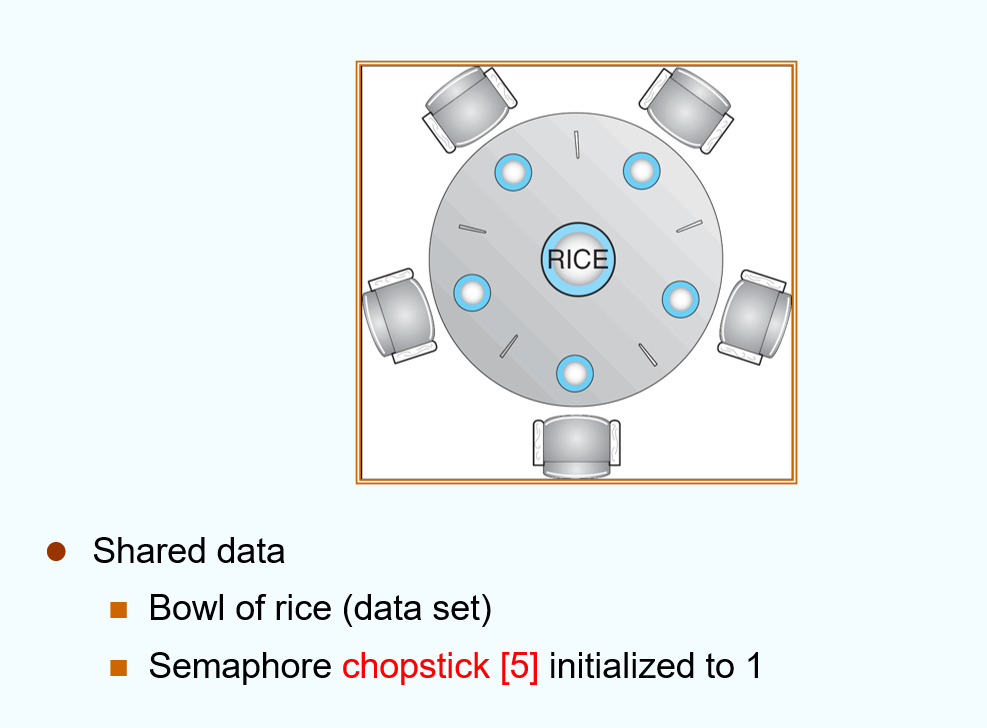 RICE
Shared data
Bowl of rice (data set)
Semaphore chopstick [5] initialized to 1